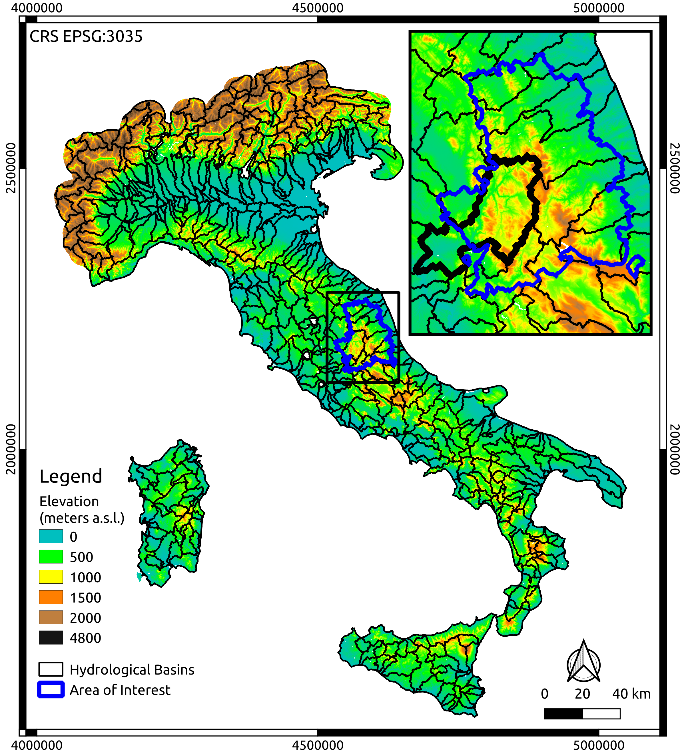 4000000 4500000 5000000
CRS EPSG:3035
2500000 2500000
2000000 2000000
Legend
Elevation
(meters a.s.l.)
0
500
1000
1500
2000
4800
Hydrological Basins
Area of Interest
0 20 40 km
4000000 4500000 5000000